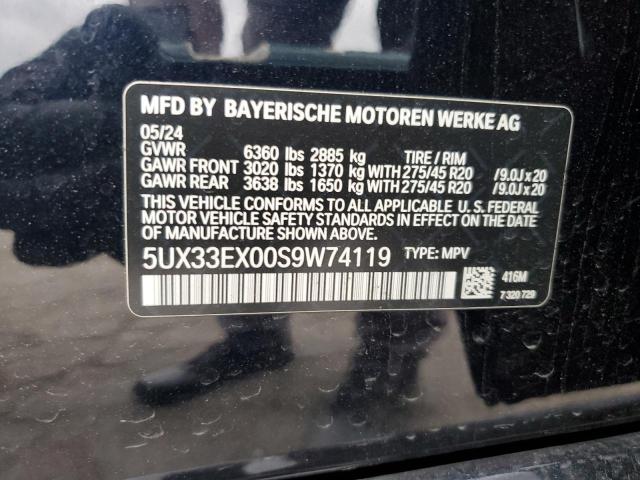 MFD BY BAYERISCHE MOTOREN WERKE AG
05/24
GVWR 6360 lbs 2885 kg TIRE / RIM
GAWR FRONT 3020 lbs 1370 kg WITH 275/45 R20 /9.0J x 20
GAWR REAR 3638 lbs 1650 kg WITH 275/45 R20 /9.0J x 20
THIS VEHICLE CONFORMS TO ALL APPLICABLE U. S. FEDERAL
MOTOR VEHICLE SAFETY STANDARDS IN EFFECT ON THE DATE
OF MANUFACTURE SHOWN ABOVE.
5UX33EX00S9W74119 TYPE: MPV
416M
7 320 729